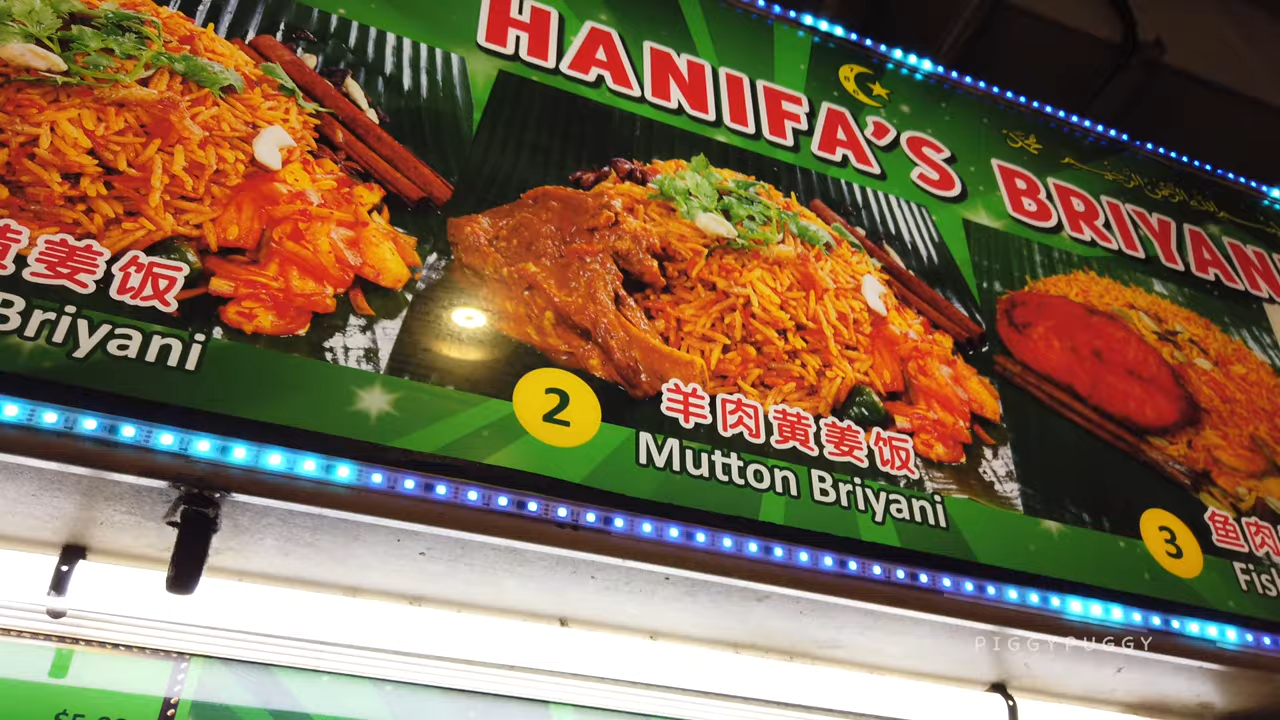 HANIFA'S BRIYAN
黄姜饭
Briyani
2
羊肉黄姜饭
Mutton Briyani
3
鱼肉
Fis
PIGGYPUGGY